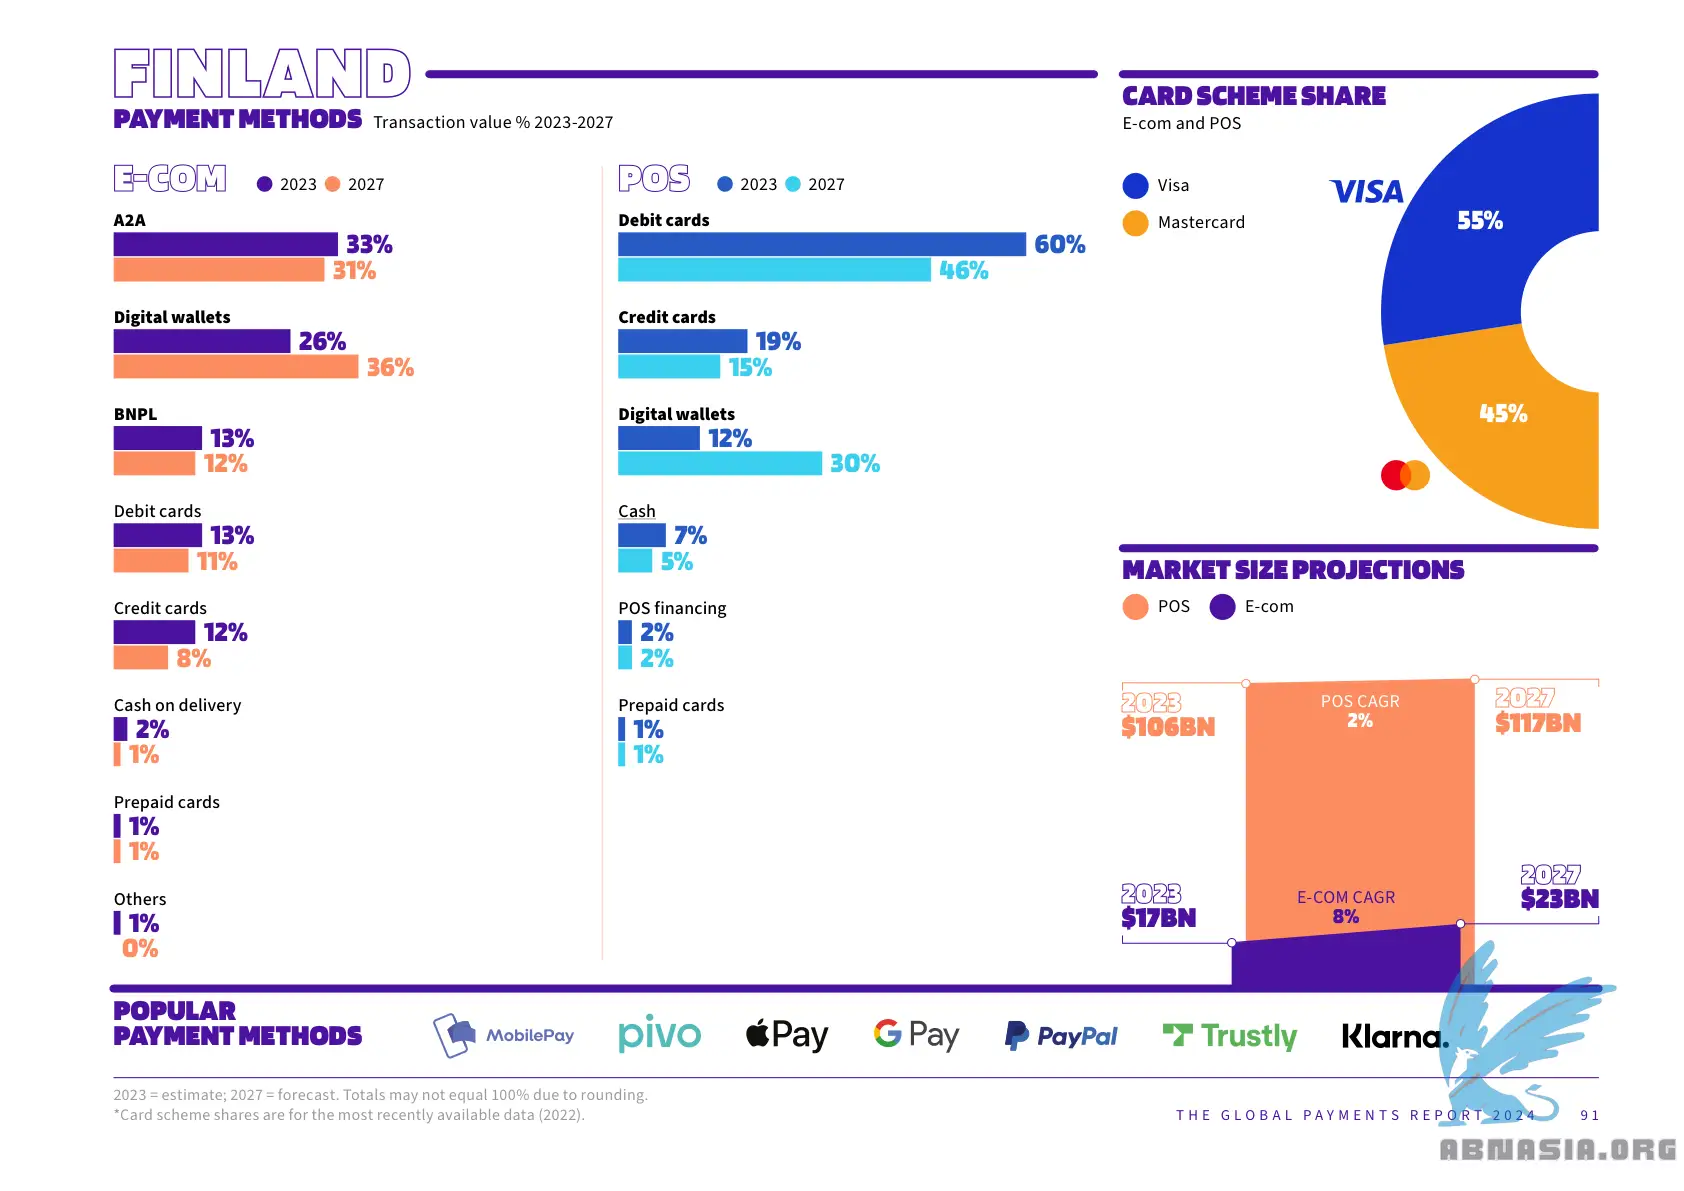 FINLAND
PAYMENT METHODS Transaction value % 2023-2027
E-COM 2023 2027
A2A
33%
31%
Digital wallets
26%
36%
BNPL
13%
12%
Debit cards
13%
11%
Credit cards
12%
8%
Cash on delivery
2%
1%
Prepaid cards
1%
1%
Others
1%
0%
POS 2023 2027
Debit cards
60%
46%
Credit cards
19%
15%
Digital wallets
12%
30%
Cash
7%
5%
POS financing
2%
2%
Prepaid cards
1%
1%
CARD SCHEME SHARE
E-com and POS
Visa
Mastercard
VISA
55%
45%
MARKET SIZE PROJECTIONS
POS E-com
2023
$106BN
POS CAGR
2%
2027
$117BN
2023
$17BN
E-COM CAGR
8%
2027
$23BN
POPULAR
PAYMENT METHODS
MobilePay pivo Pay G Pay PayPal Trustly Klarna.
2023 = estimate; 2027 = forecast. Totals may not equal 100% due to rounding.
*Card scheme shares are for the most recently available data (2022).
THE GLOBAL PAYMENTS REPORT 2024 91
ABNASIA.ORG